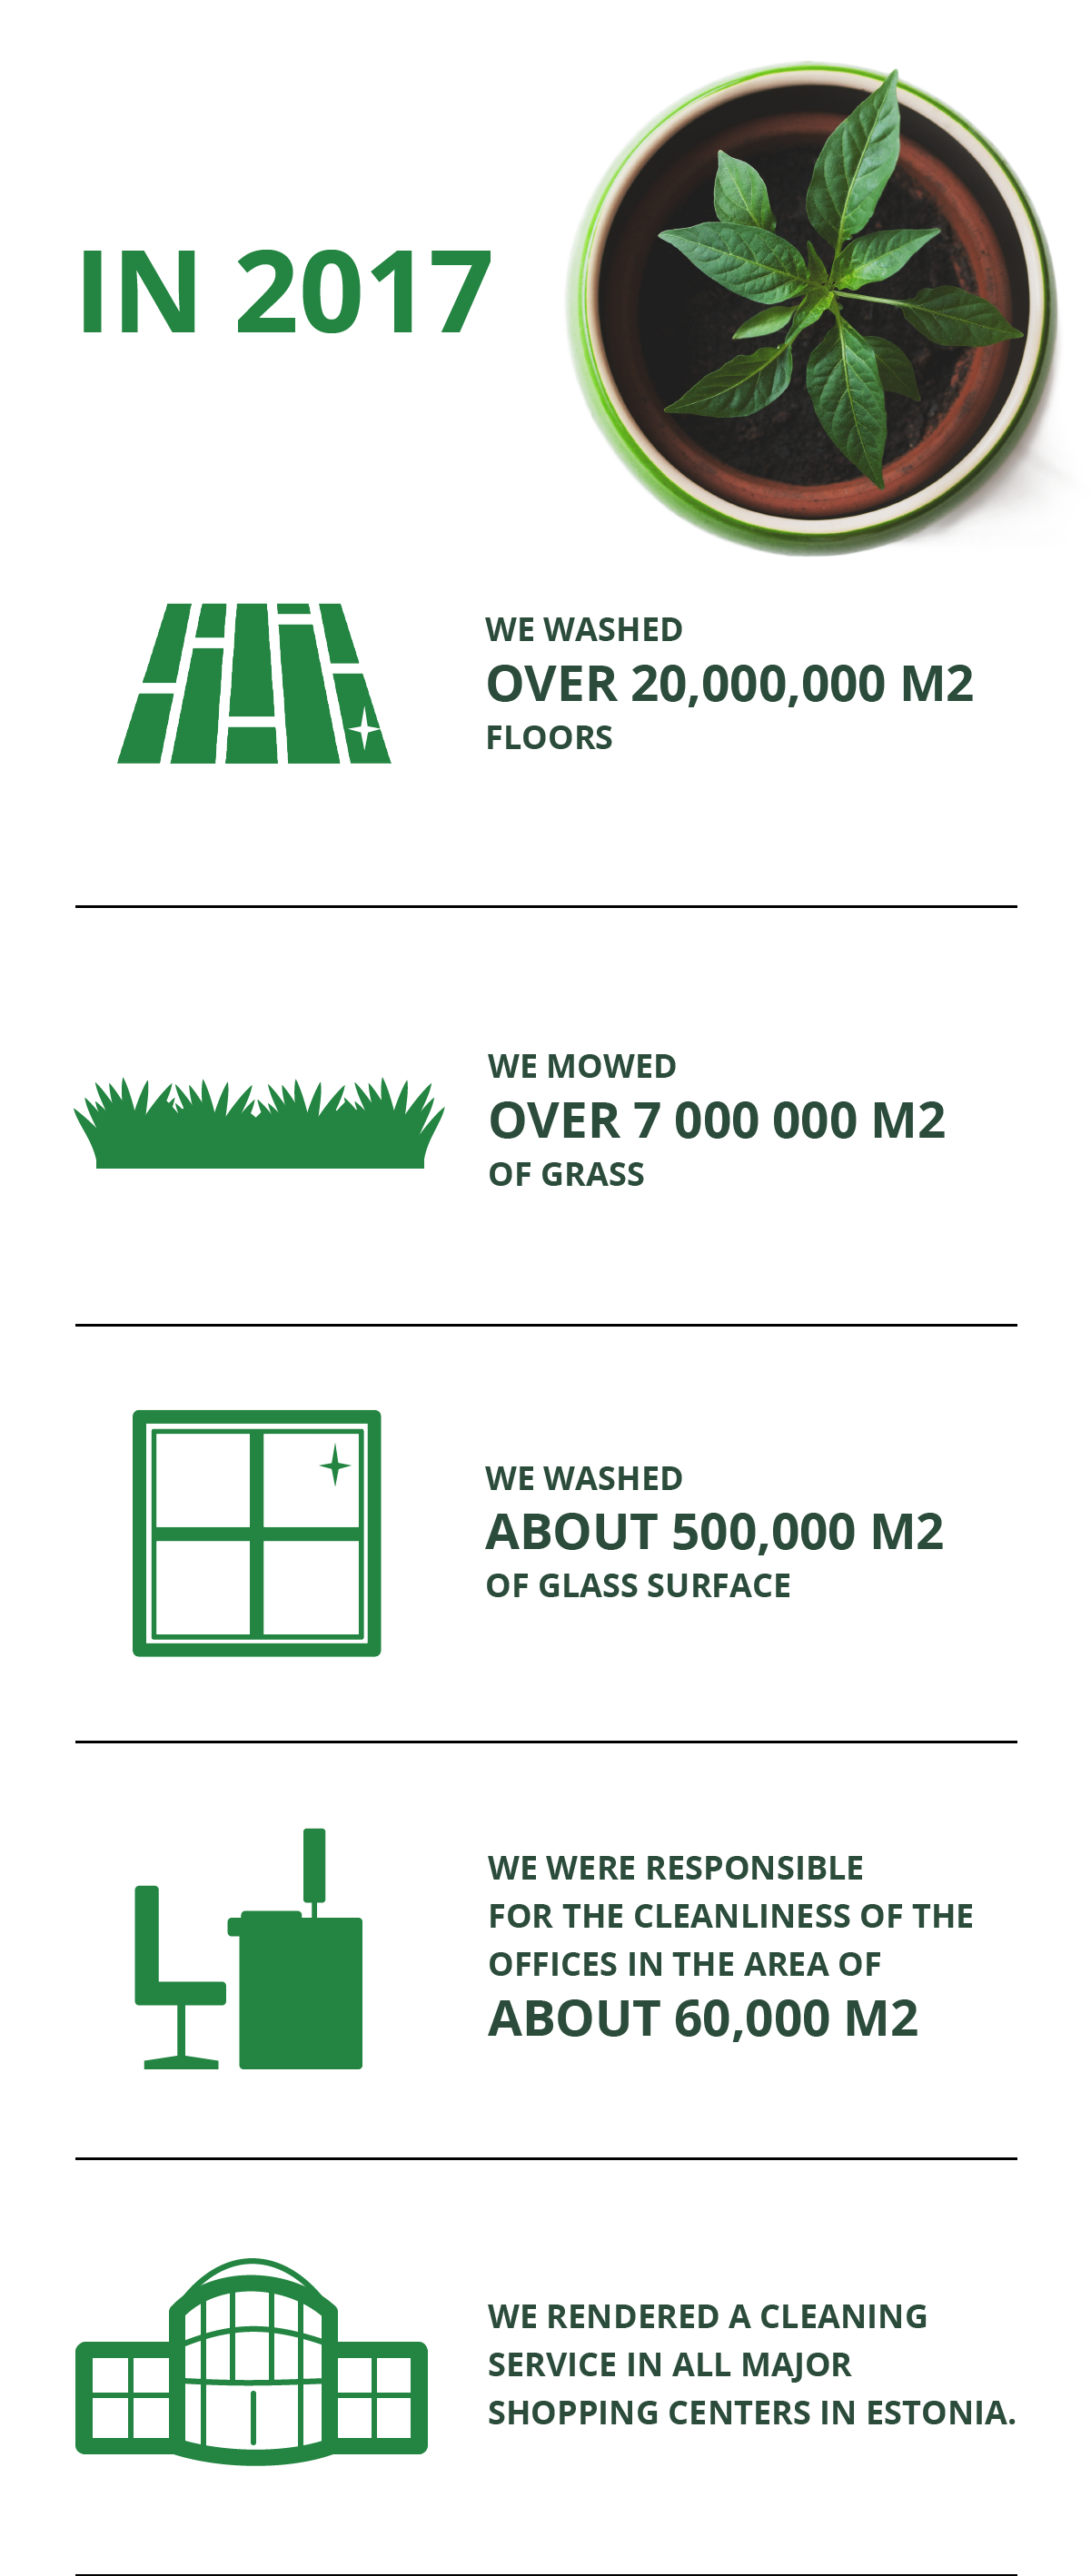 IN 2017
WE WASHED
OVER 20,000,000 M2
FLOORS
WE MOWED
OVER 7 000 000 M2
OF GRASS
WE WASHED
ABOUT 500,000 M2
OF GLASS SURFACE
WE WERE RESPONSIBLE
FOR THE CLEANLINESS OF THE
OFFICES IN THE AREA OF
ABOUT 60,000 M2
WE RENDERED A CLEANING
SERVICE IN ALL MAJOR
SHOPPING CENTERS IN ESTONIA.